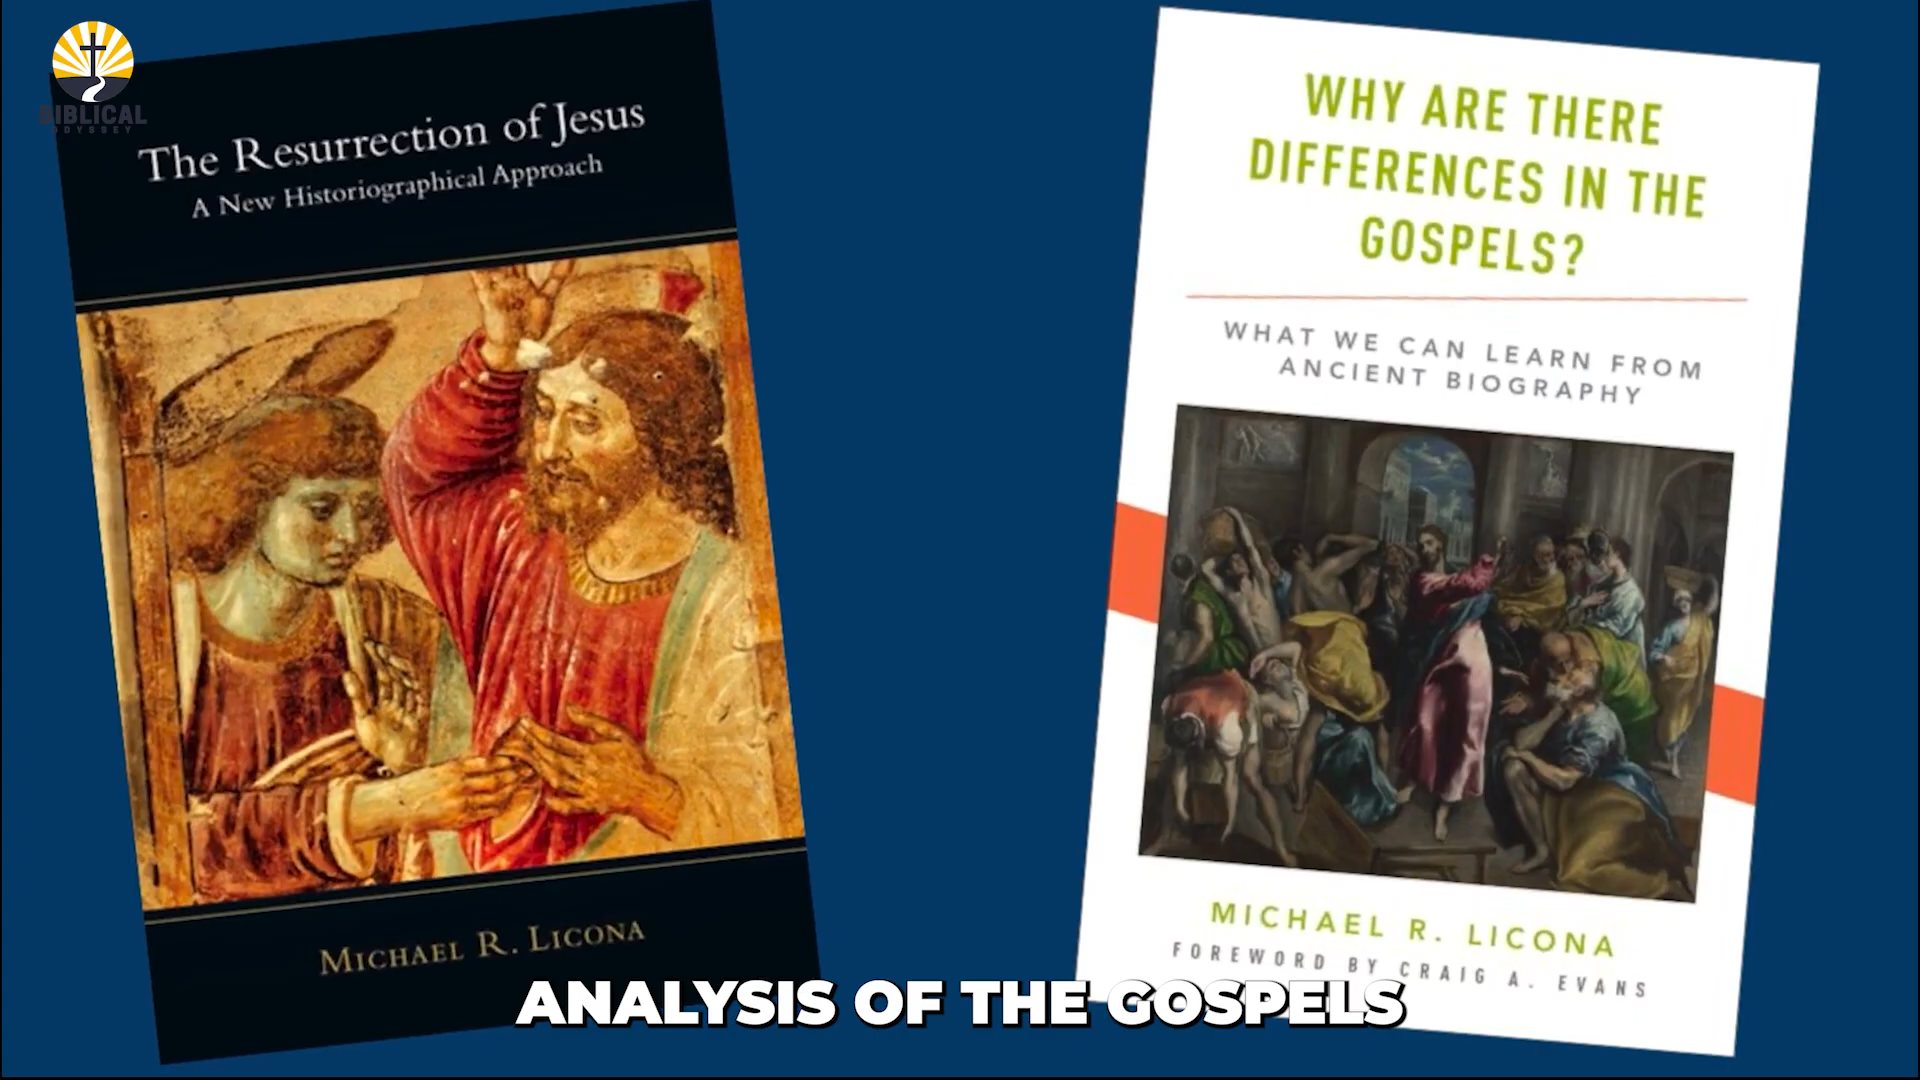 BIBLICAL
ODYSSEY
The Resurrection of Jesus
A New Historiographical Approach
MICHAEL R. LICONA
WHY ARE THERE
DIFFERENCES IN THE
GOSPELS?
WHAT WE CAN LEARN FROM
ANCIENT BIOGRAPHY
MICHAEL R. LICONA
FOREWORD BY CRAIG A. EVANS
ANALYSIS OF THE GOSPELS